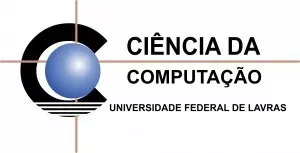 CIÊNCIA DA
COMPUTAÇÃO
UNIVERSIDADE FEDERAL DE LAVRAS